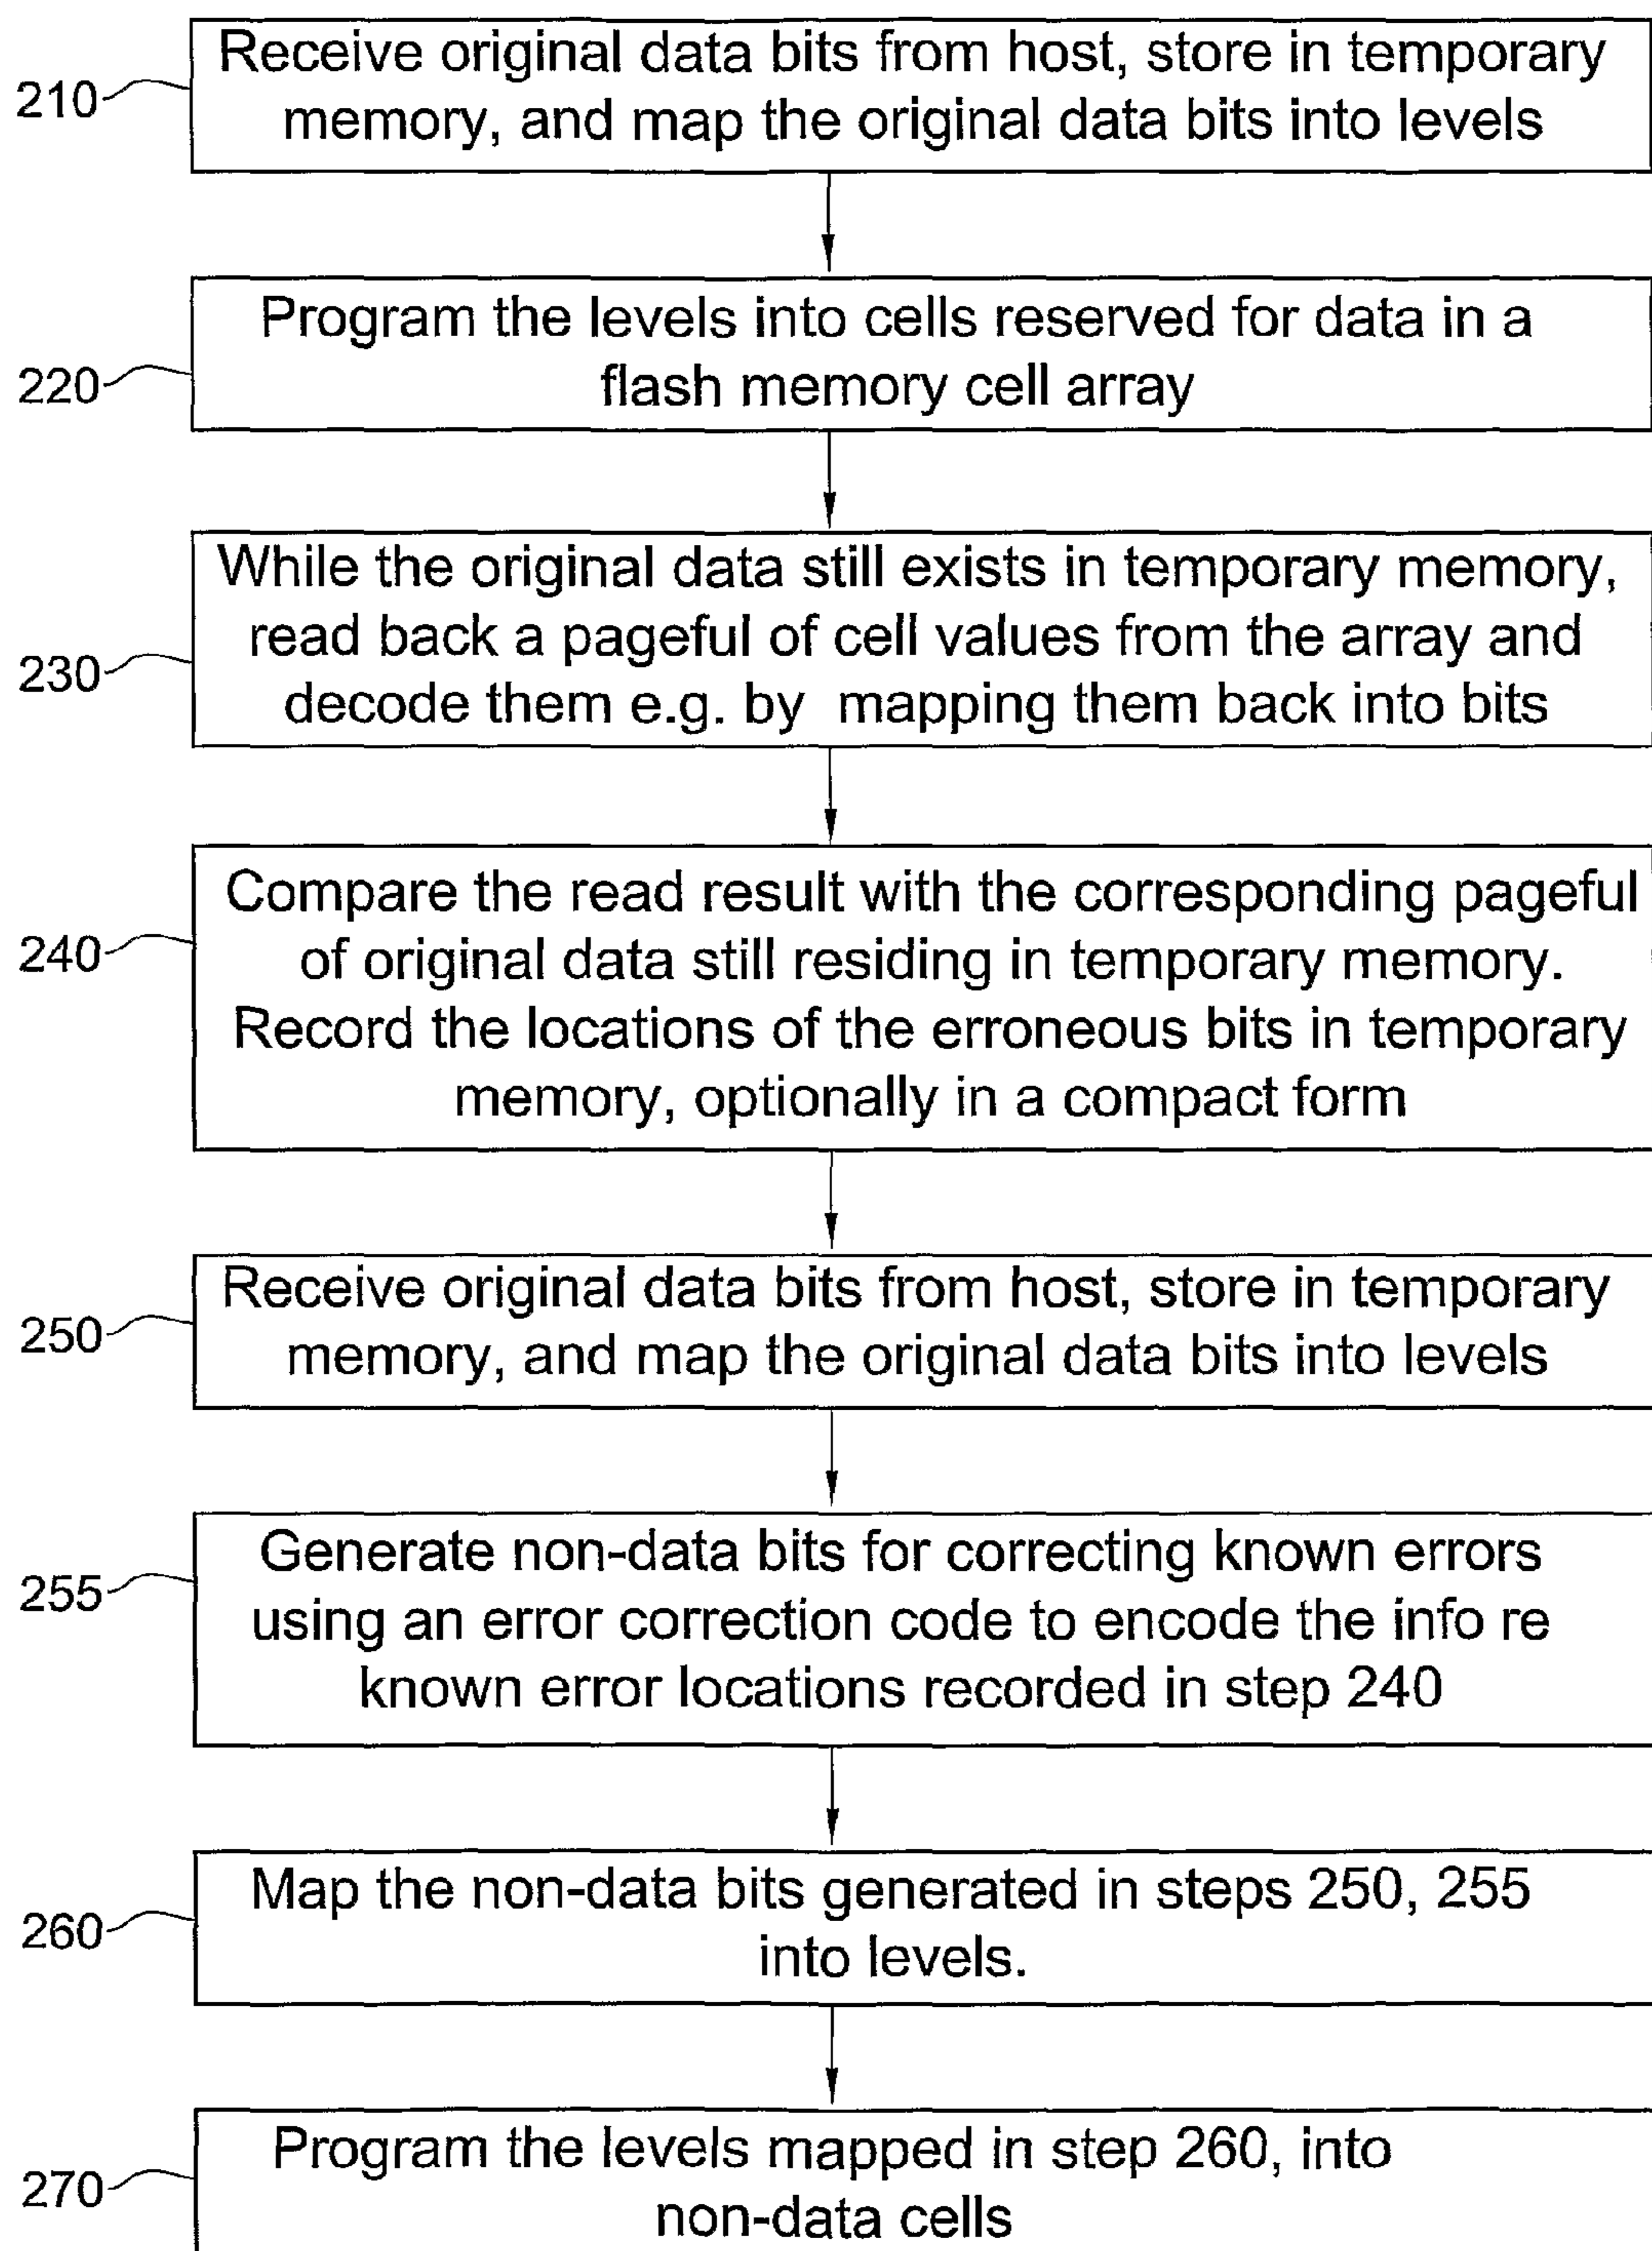 210
Receive original data bits from host, store in temporary
memory, and map the original data bits into levels
220
Program the levels into cells reserved for data in a
flash memory cell array
230
While the original data still exists in temporary memory,
read back a pageful of cell values from the array and
decode them e.g. by mapping them back into bits
240
Compare the read result with the corresponding pageful
of original data still residing in temporary memory.
Record the locations of the erroneous bits in temporary
memory, optionally in a compact form
250
Receive original data bits from host, store in temporary
memory, and map the original data bits into levels
255
Generate non-data bits for correcting known errors
using an error correction code to encode the info re
known error locations recorded in step 240
260
Map the non-data bits generated in steps 250, 255
into levels.
270
Program the levels mapped in step 260, into
non-data cells